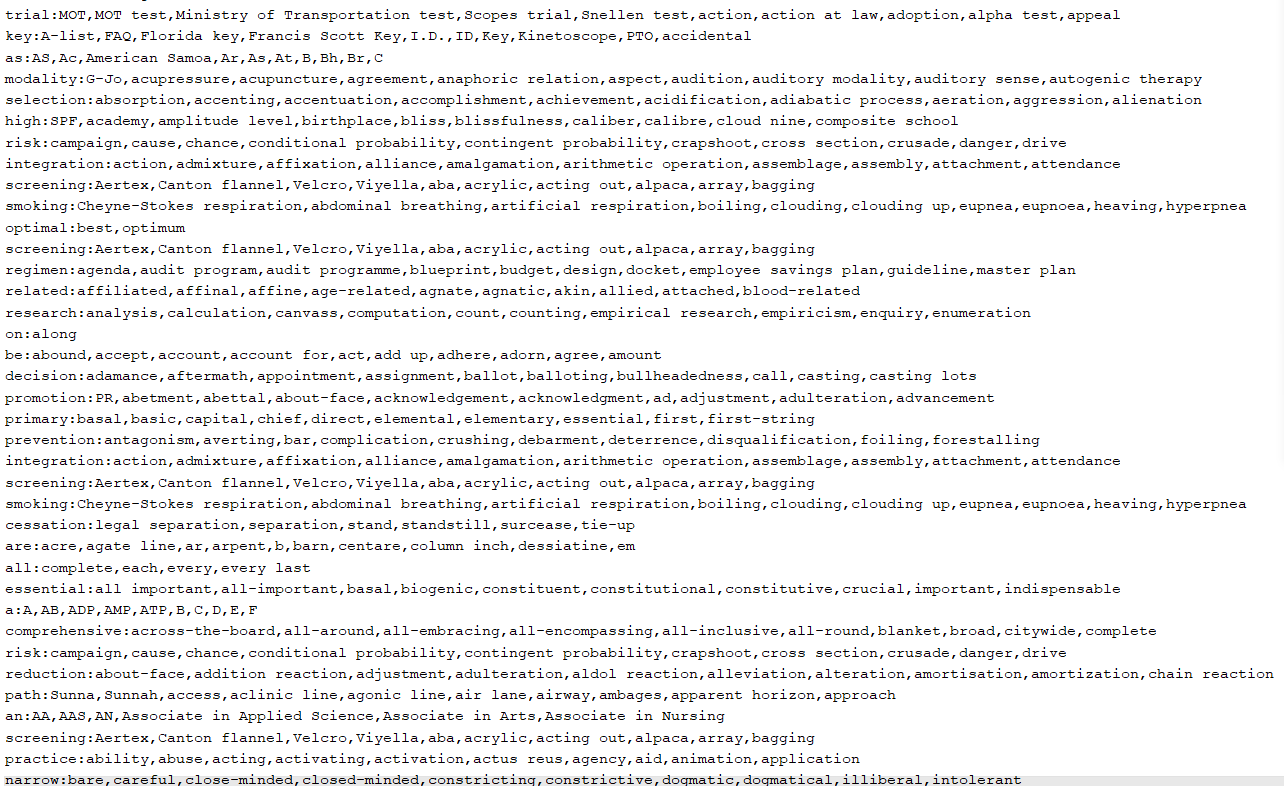 trial:MOT,MOT test,Ministry of Transportation test,Scopes trial,Snellen test,action,action at law,adoption,alpha test,appeal
key:A-list,FAQ,Florida key,Francis Scott Key,I.D.,ID,Key,Kinetoscope,PTO,accidental
as:AS,Ac,American Samoa,Ar,As,At,B,Bh,Br,C
modality:G-Jo,acupressure,acupuncture,agreement,anaphoric relation,aspect,audition,auditory modality,auditory sense,autogenic therapy
selection:absorption,accenting,accentuation,accomplishment,achievement,acidification,adiabatic process,aeration,aggression,alienation
high:SPF,academy,amplitude level,birthplace,bliss,blissfulness,caliber,calibre,cloud nine,composite school
risk:campaign,cause,chance,conditional probability,contingent probability,crapshoot,cross section,crusade,danger,drive
integration:action,admixture,affixation,alliance,amalgamation,arithmetic operation,assemblage,assembly,attachment,attendance
screening:Aertex,Canton flannel,Velcro,Viyella,aba,acrylic,acting out,alpaca,array,bagging
smoking:Cheyne-Stokes respiration,abdominal breathing,artificial respiration,boiling,clouding,clouding up,eupnea,eupnoea,heaving,hyperpnea
optimal:best,optimum
screening:Aertex,Canton flannel,Velcro,Viyella,aba,acrylic,acting out,alpaca,array,bagging
regimen:agenda,audit program,audit programme,blueprint,budget,design,docket,employee savings plan,guideline,master plan
related:affiliated,affinal,affine,age-related,agnate,agnatic,akin,allied,attached,blood-related
research:analysis,calculation,canvass,computation,count,counting,empirical research,empiricism,enquiry,enumeration
on:along
be:abound,accept,account,account for,act,add up,adhere,adorn,agree,amount
decision:adamance,aftermath,appointment,assignment,ballot,balloting,bullheadedness,call,casting,casting lots
promotion:PR,abetment,abettal,about-face,acknowledgement,acknowledgment,ad,adjustment,adulteration,advancement
primary:basal,basic,capital,chief,direct,elemental,elementary,essential,first,first-string
prevention:antagonism,averting,bar,complication,crushing,debarment,deterrence,disqualification,foiling,forestalling
integration:action,admixture,affixation,alliance,amalgamation,arithmetic operation,assemblage,assembly,attachment,attendance
screening:Aertex,Canton flannel,Velcro,Viyella,aba,acrylic,acting out,alpaca,array,bagging
smoking:Cheyne-Stokes respiration,abdominal breathing,artificial respiration,boiling,clouding,clouding up,eupnea,eupnoea,heaving,hyperpnea
cessation:legal separation,separation,stand,standstill,surcease,tie-up
are:acre,agate line,ar,arpent,b,barn,centare,column inch,dessiatine,em
all:complete,each,every,every last
essential:all important,all-important,basal,biogenic,constituent,constitutional,constitutive,crucial,important,indispensable
a:A,AB,ADP,AMP,ATP,B,C,D,E,F
comprehensive:across-the-board,all-around,all-embracing,all-encompassing,all-inclusive,all-round,blanket,broad,citywide,complete
risk:campaign,cause,chance,conditional probability,contingent probability,crapshoot,cross section,crusade,danger,drive
reduction:about-face,addition reaction,adjustment,adulteration,aldol reaction,alleviation,alteration,amortisation,amortization,chain reaction
path:Sunna,Sunnah,access,aclinic line,agonic line,air lane,airway,ambages,apparent horizon,approach
an:AA,AAS,AN,Associate in Applied Science,Associate in Arts,Associate in Nursing
screening:Aertex,Canton flannel,Velcro,Viyella,aba,acrylic,acting out,alpaca,array,bagging
practice:ability,abuse,acting,activating,activation,actus reus,agency,aid,animation,application
narrow:bare,careful,close-minded,closed-minded,constricting,constrictive,dogmatic,dogmatical,illiberal,intolerant